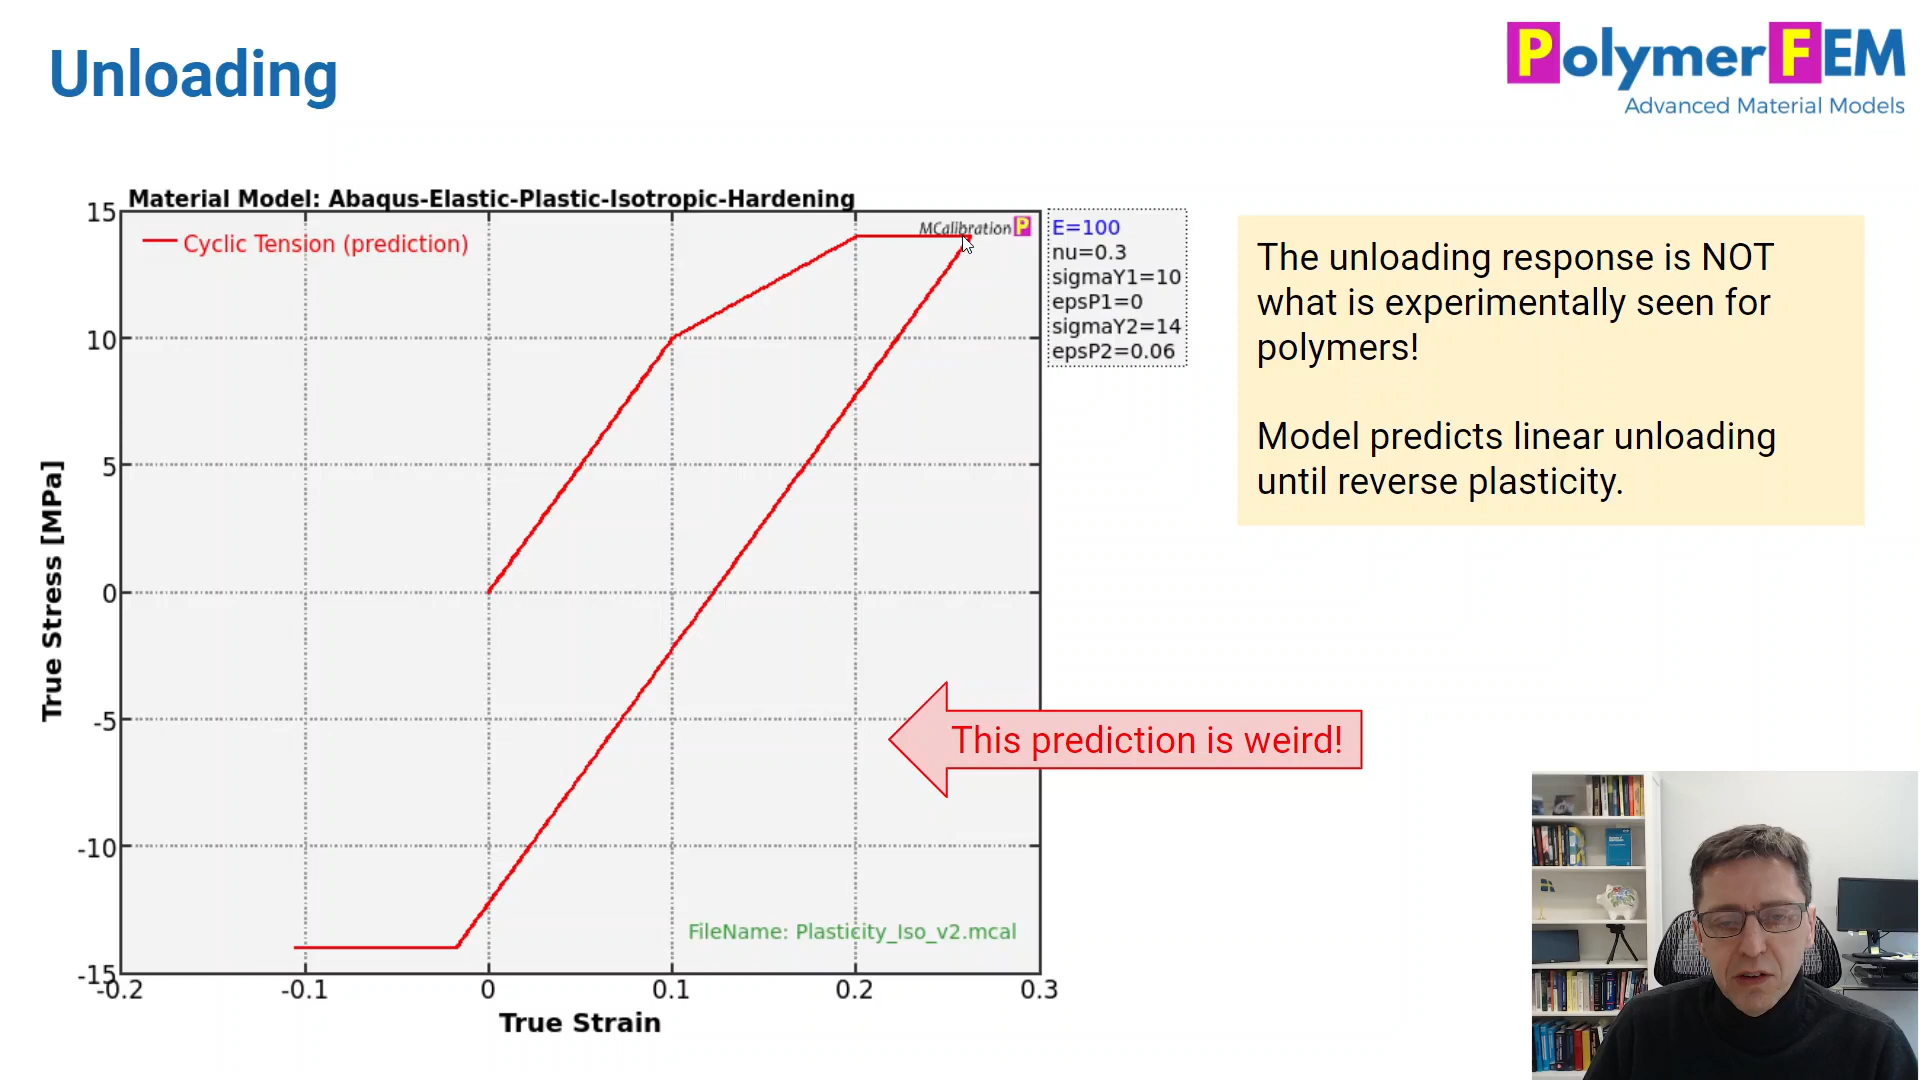 Unloading
PolymerFEM
Advanced Material Models
Material Model: Abaqus-Elastic-Plastic-Isotropic-Hardening
Cyclic Tension (prediction)
MCalibration P
15
10
5
0
-5
-10
-15
-0.2
-0.1
0
0.1
0.2
0.3
True Stress [MPa]
True Strain
FileName: Plasticity_Iso_v2.mcal
E=100
nu=0.3
sigmaY1=10
epsP1=0
sigmaY2=14
epsP2=0.06
The unloading response is NOT
what is experimentally seen for
polymers!
Model predicts linear unloading
until reverse plasticity.
This prediction is weird!